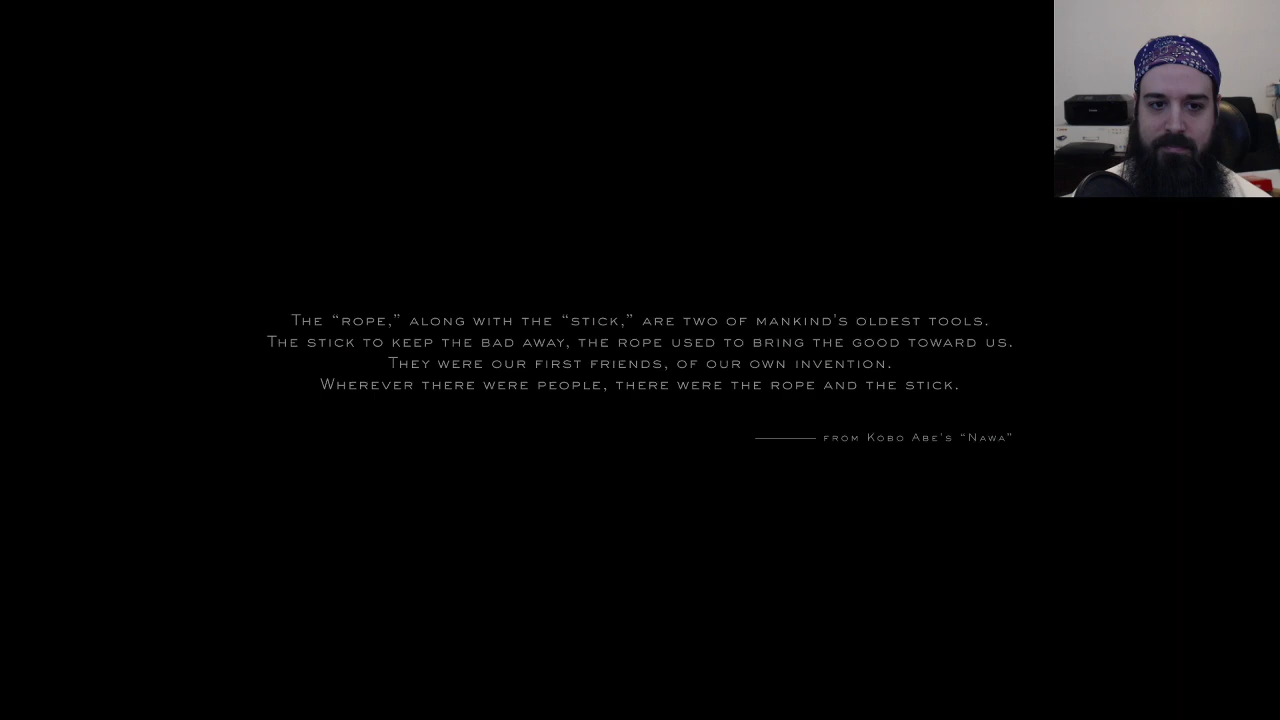 The “rope,” along with the “stick,” are two of mankind's oldest tools.
The stick to keep the bad away, the rope used to bring the good toward us.
They were our first friends, of our own invention.
Wherever there were people, there were the rope and the stick.
from Kobo Abe's “Nawa”